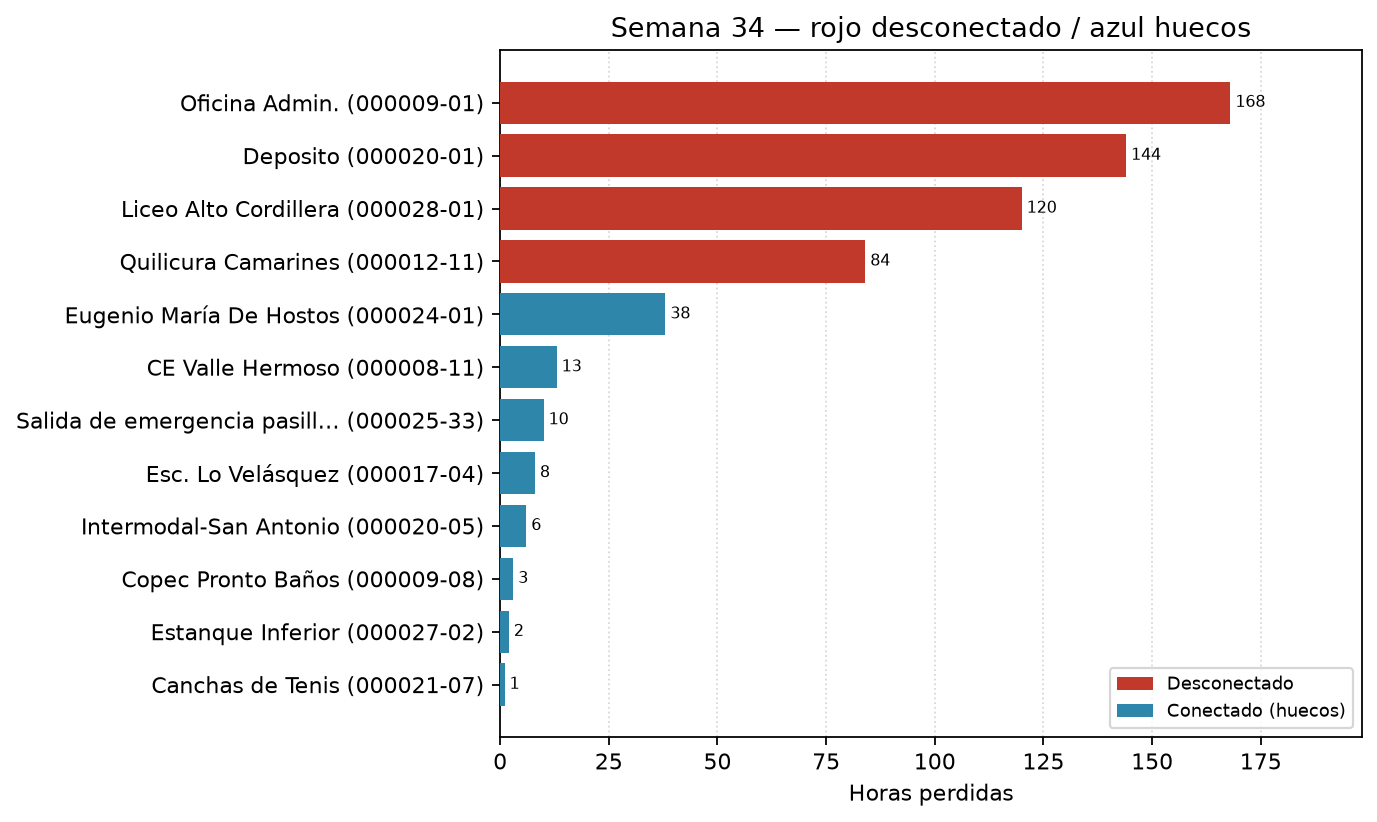 Semana 34 — rojo desconectado / azul huecos
Oficina Admin. (000009-01)
168
Deposito (000020-01)
144
Liceo Alto Cordillera (000028-01)
120
Quilicura Camarines (000012-11)
84
Eugenio María De Hostos (000024-01)
38
CE Valle Hermoso (000008-11)
13
Salida de emergencia pasill... (000025-33)
10
Esc. Lo Velásquez (000017-04)
8
Intermodal-San Antonio (000020-05)
6
Copec Pronto Baños (000009-08)
3
Estanque Inferior (000027-02)
2
Canchas de Tenis (000021-07)
1
Desconectado
Conectado (huecos)
0 25 50 75 100 125 150 175
Horas perdidas